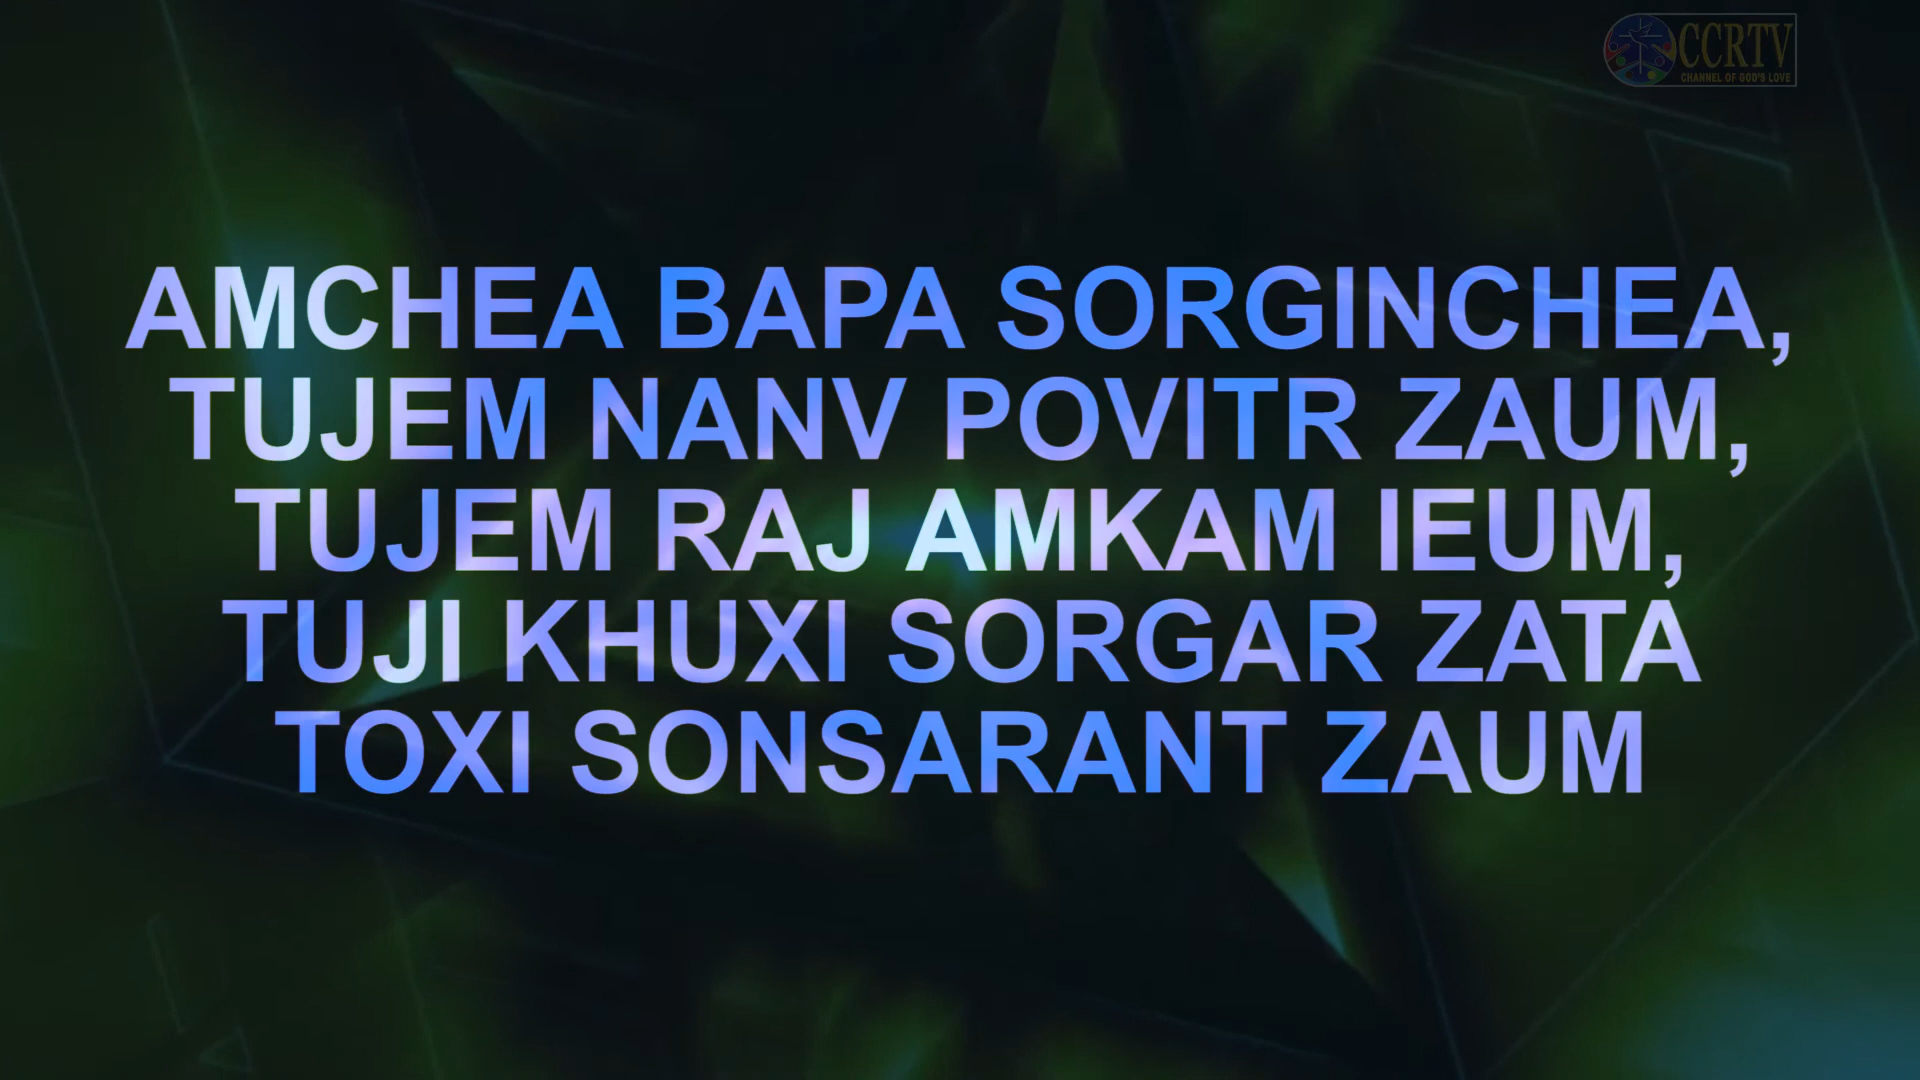 CCRTV
CHANNEL OF GOD'S LOVE
AMCHEA BAPA SORGINCHEA,
TUJEM NANV POVITR ZAUM,
TUJEM RAJ AMKAM IEUM,
TUJI KHUXI SORGAR ZATA
TOXI SONSARANT ZAUM